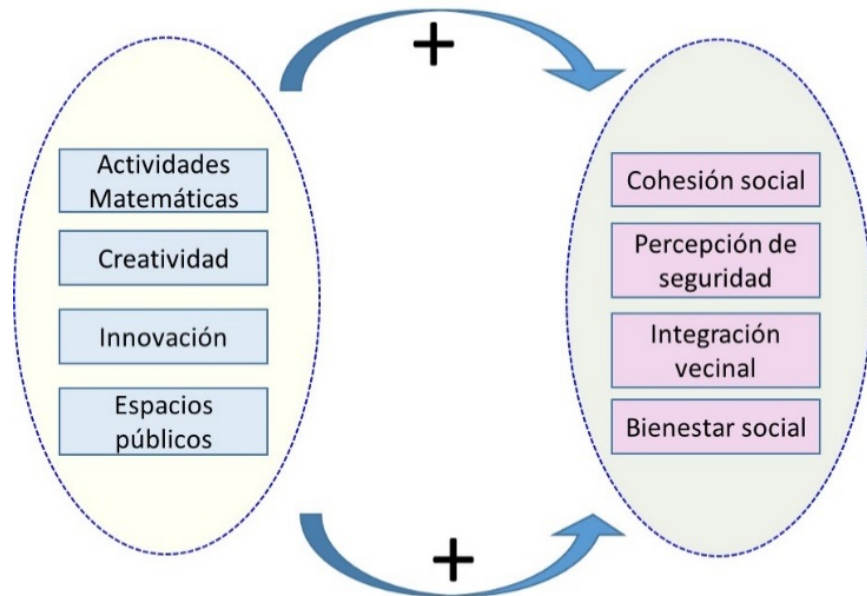 +
Actividades
Matemáticas
Creatividad
Innovación
Espacios
públicos
Cohesión social
Percepción de
seguridad
Integración
vecinal
Bienestar social
+